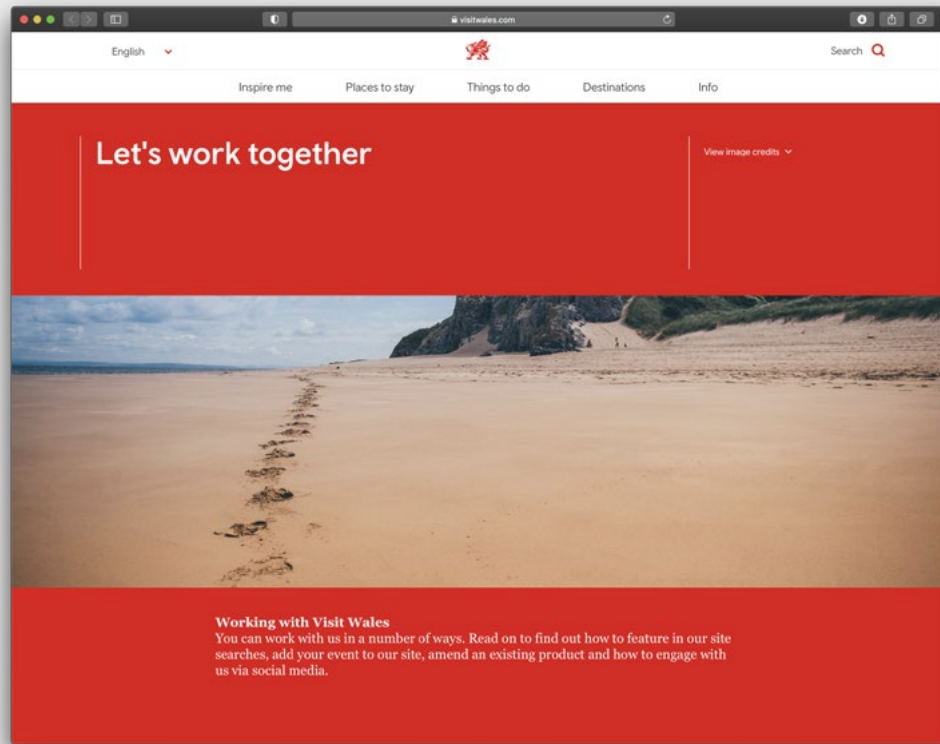 visitwales.com
English
Search
Inspire me Places to stay Things to do Destinations Info
Let's work together
View image credits
Working with Visit Wales
You can work with us in a number of ways. Read on to find out how to feature in our site
searches, add your event to our site, amend an existing product and how to engage with
us via social media.